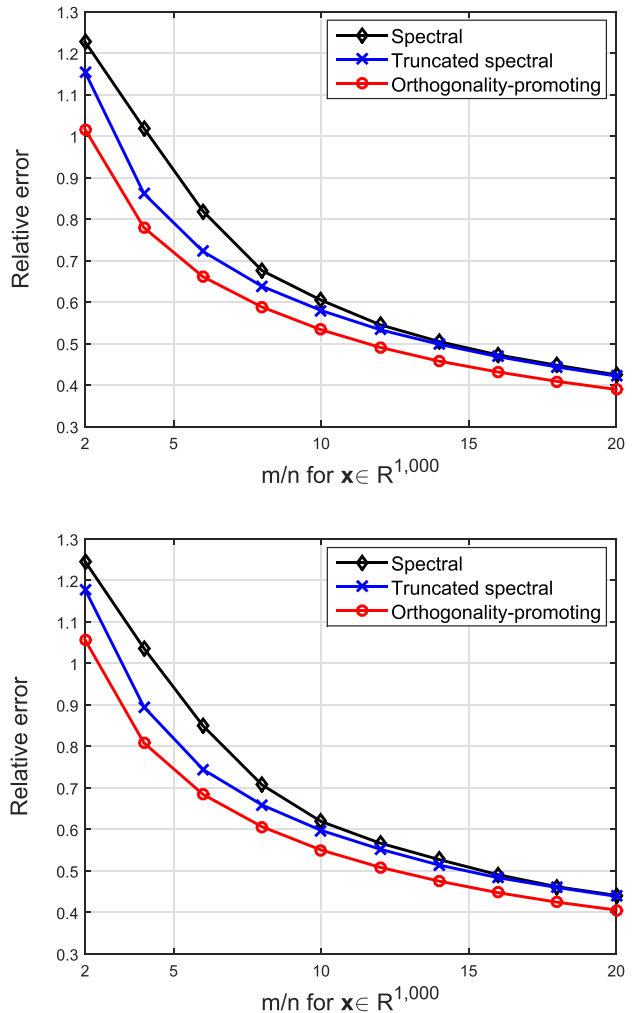 1.3
1.2
1.1
1
0.9
0.8
0.7
0.6
0.5
0.4
0.3
Relative error
Spectral
Truncated spectral
Orthogonality-promoting
2 5 10 15 20
m/n for x∈ R^1,000
1.3
1.2
1.1
1
0.9
0.8
0.7
0.6
0.5
0.4
0.3
Relative error
Spectral
Truncated spectral
Orthogonality-promoting
2 5 10 15 20
m/n for x∈ R^1,000